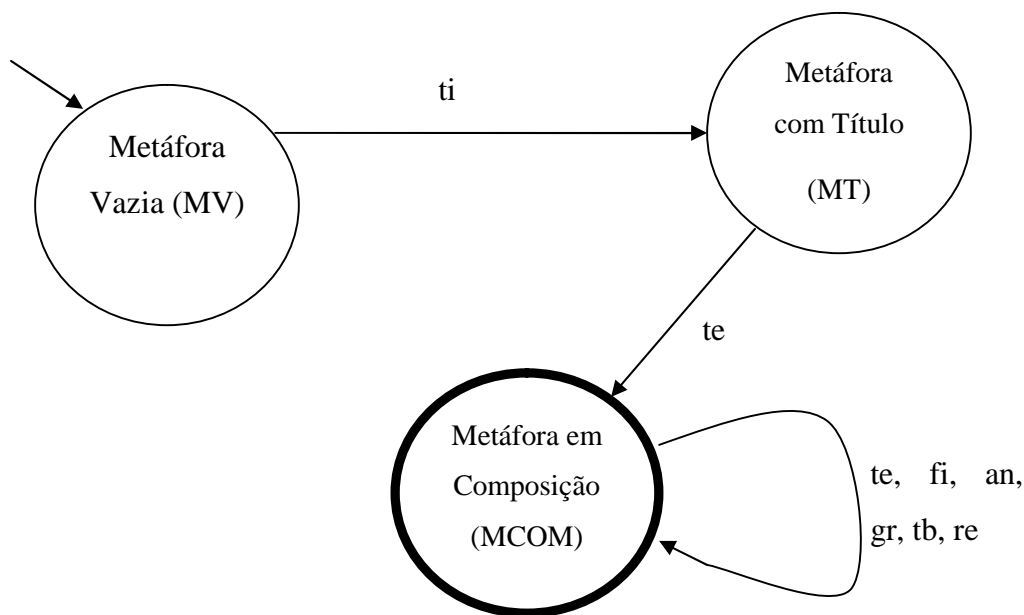 Metáfora
Vazia (MV)
ti
Metáfora
com Título
(MT)
te
Metáfora em
Composição
(MCOM)
te, fi, an,
gr, tb, re